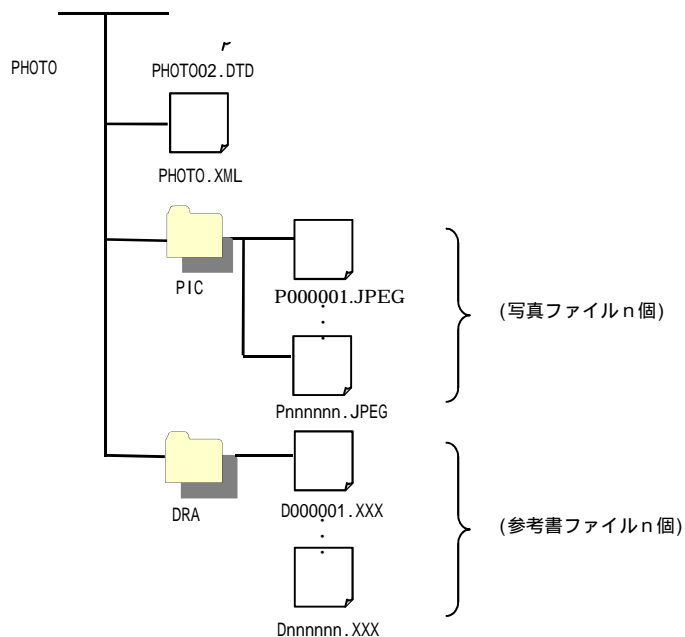 r
PHOTO
PHOTO02.DTD
PHOTO.XML
PIC
P000001.JPEG
(写真ファイルn個)
Pnnnnnn.JPEG
DRA
D000001.XXX
(参考書ファイルn個)
Dnnnnnn.XXX